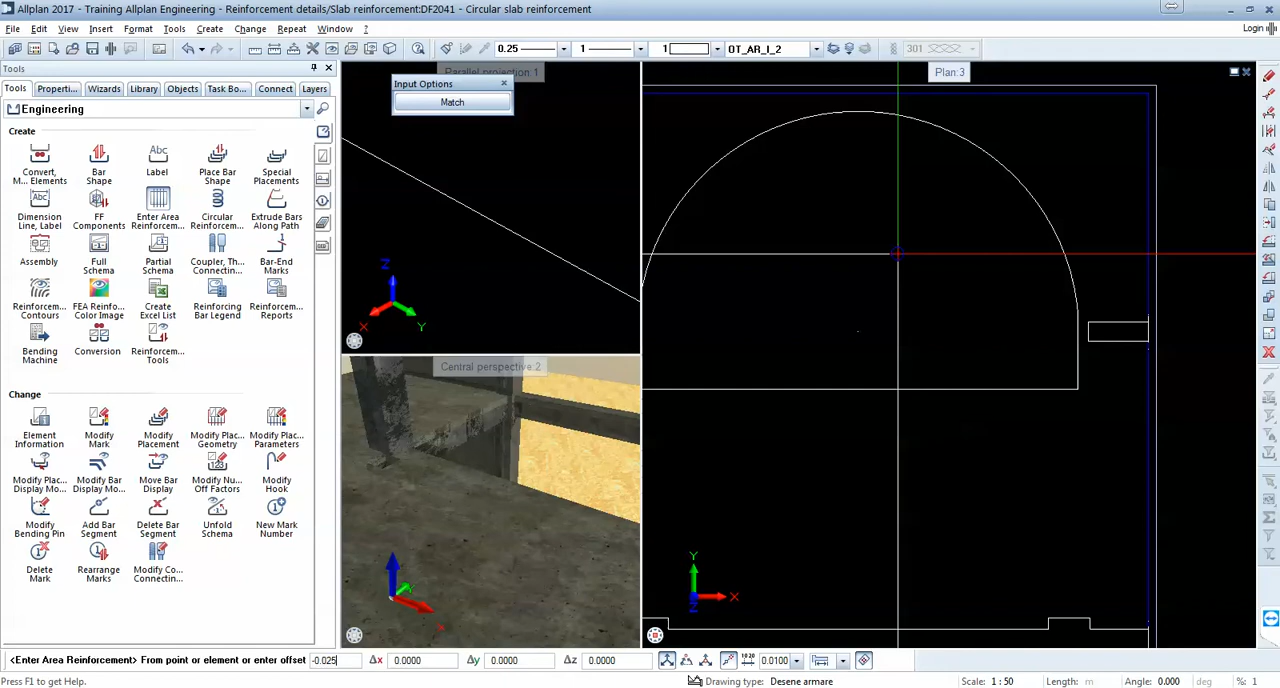 Allplan 2017 - Training Allplan Engineering - Reinforcement details/Slab reinforcement:DF2041 - Circular slab reinforcement
File Edit View Insert Format Tools Create Change Repeat Window ?
Login
0.25 1 1 OT_AR_I_2 301
Tools
Tools Properti... Wizards Library Objects Task Bo... Connect Layers
Engineering
Create
Convert, M... Elements
Bar Shape
Label
Place Bar Shape
Special Placements
Dimension Line, Label
FF Components
Enter Area Reinforcem...
Circular Reinforcem...
Extrude Bars Along Path
Assembly
Full Schema
Partial Schema
Coupler, Th... Connectin...
Bar-End Marks
Reinforcem... Contours
FEA Reinfo... Color Image
Create Excel List
Reinforcing Bar Legend
Reinforcem... Reports
Bending Machine
Conversion
Reinforcem... Tools
Change
Element Information
Modify Mark
Modify Placement
Modify Plac... Geometry
Modify Plac... Parameters
Modify Plac... Display Mo...
Modify Bar Display Mo...
Move Bar Display
Modify Nu... Off Factors
Modify Hook
Modify Bending Pin
Add Bar Segment
Delete Bar Segment
Unfold Schema
New Mark Number
Delete Mark
Rearrange Marks
Modify Co... Connectin...
Parallel projection:1
Input Options
Match
Z
X
Y
Central perspective:2
Plan:3
Y
X
Z
<Enter Area Reinforcement> From point or element or enter offset -0.025 Δx 0.0000 Δy 0.0000 Δz 0.0000 0.0100
Press F1 to get Help. Drawing type: Desene armare Scale: 1 : 50 Length: m Angle: 0.000 deg %: 1